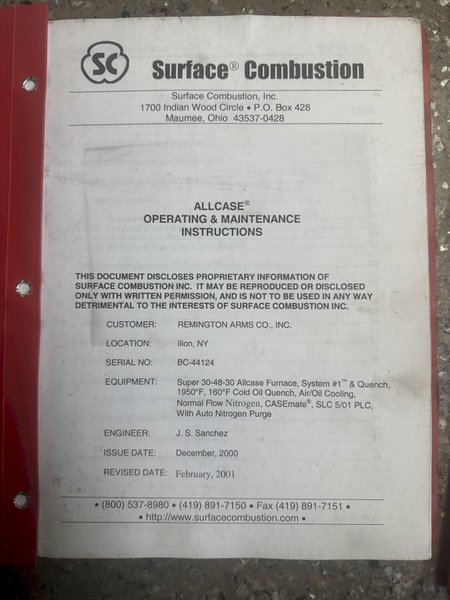 SC
Surface® Combustion
Surface Combustion, Inc.
1700 Indian Wood Circle • P.O. Box 428
Maumee, Ohio 43537-0428
ALLCASE®
OPERATING & MAINTENANCE
INSTRUCTIONS
THIS DOCUMENT DISCLOSES PROPRIETARY INFORMATION OF
SURFACE COMBUSTION INC. IT MAY BE REPRODUCED OR DISCLOSED
ONLY WITH WRITTEN PERMISSION, AND IS NOT TO BE USED IN ANY WAY
DETRIMENTAL TO THE INTERESTS OF SURFACE COMBUSTION INC.
CUSTOMER: REMINGTON ARMS CO., INC.
LOCATION: Ilion, NY
SERIAL NO: BC-44124
EQUIPMENT: Super 30-48-30 Allcase Furnace, System #1™ & Quench,
1950°F, 160°F Cold Oil Quench, Air/Oil Cooling,
Normal Flow Nitrogen, CASEmate®, SLC 5/01 PLC,
With Auto Nitrogen Purge
ENGINEER: J. S. Sanchez
ISSUE DATE: December, 2000
REVISED DATE: February, 2001
• (800) 537-8980 • (419) 891-7150 • Fax (419) 891-7151 •
• http://www.surfacecombustion.com •